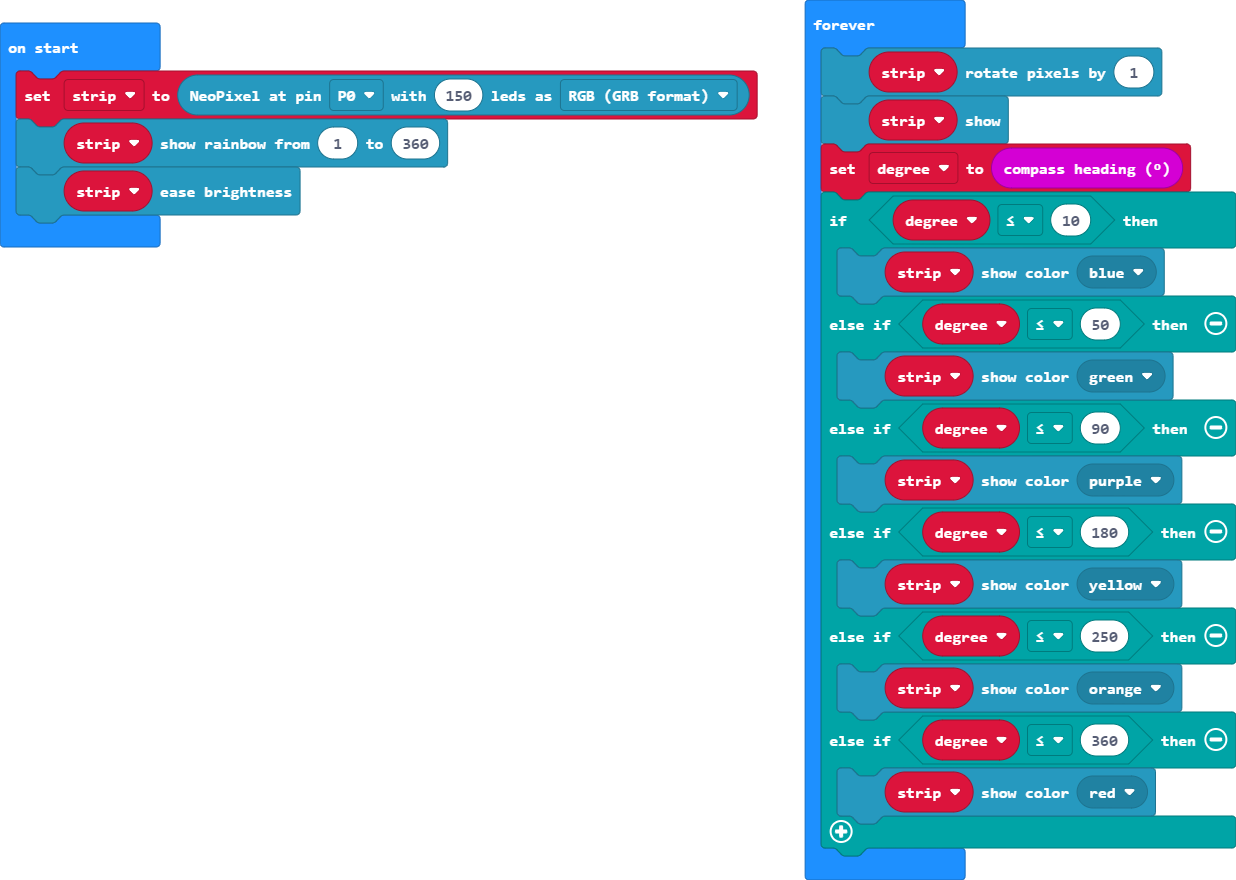 on start
set strip to NeoPixel at pin P0 with 150 leds as RGB (GRB format)
strip show rainbow from 1 to 360
strip ease brightness
forever
strip rotate pixels by 1
strip show
set degree to compass heading (º)
if degree ≤ 10 then
strip show color blue
else if degree ≤ 50 then
strip show color green
else if degree ≤ 90 then
strip show color purple
else if degree ≤ 180 then
strip show color yellow
else if degree ≤ 250 then
strip show color orange
else if degree ≤ 360 then
strip show color red